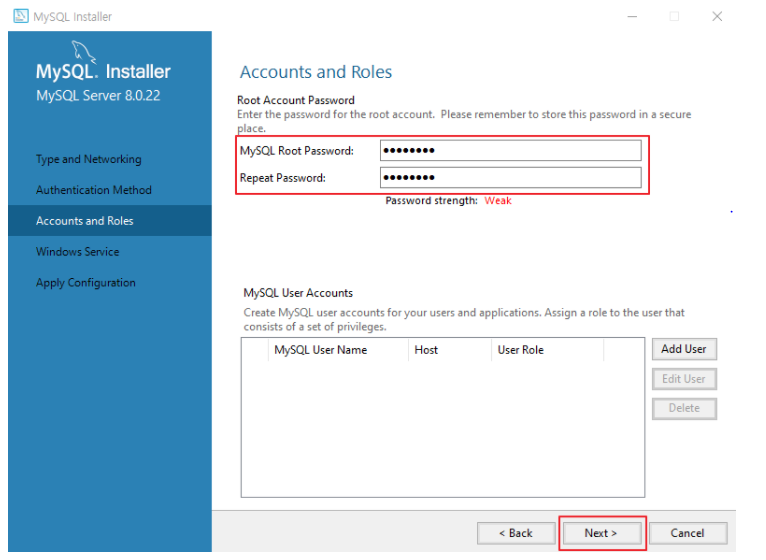 MySQL Installer
MySQL. Installer
MySQL Server 8.0.22
Type and Networking
Authentication Method
Accounts and Roles
Windows Service
Apply Configuration
Accounts and Roles
Root Account Password
Enter the password for the root account. Please remember to store this password in a secure
place.
MySQL Root Password: ●●●●●●●●
Repeat Password: ●●●●●●●●
Password strength: Weak
MySQL User Accounts
Create MySQL user accounts for your users and applications. Assign a role to the user that
consists of a set of privileges.
MySQL User Name Host User Role
Add User
Edit User
Delete
< Back Next > Cancel